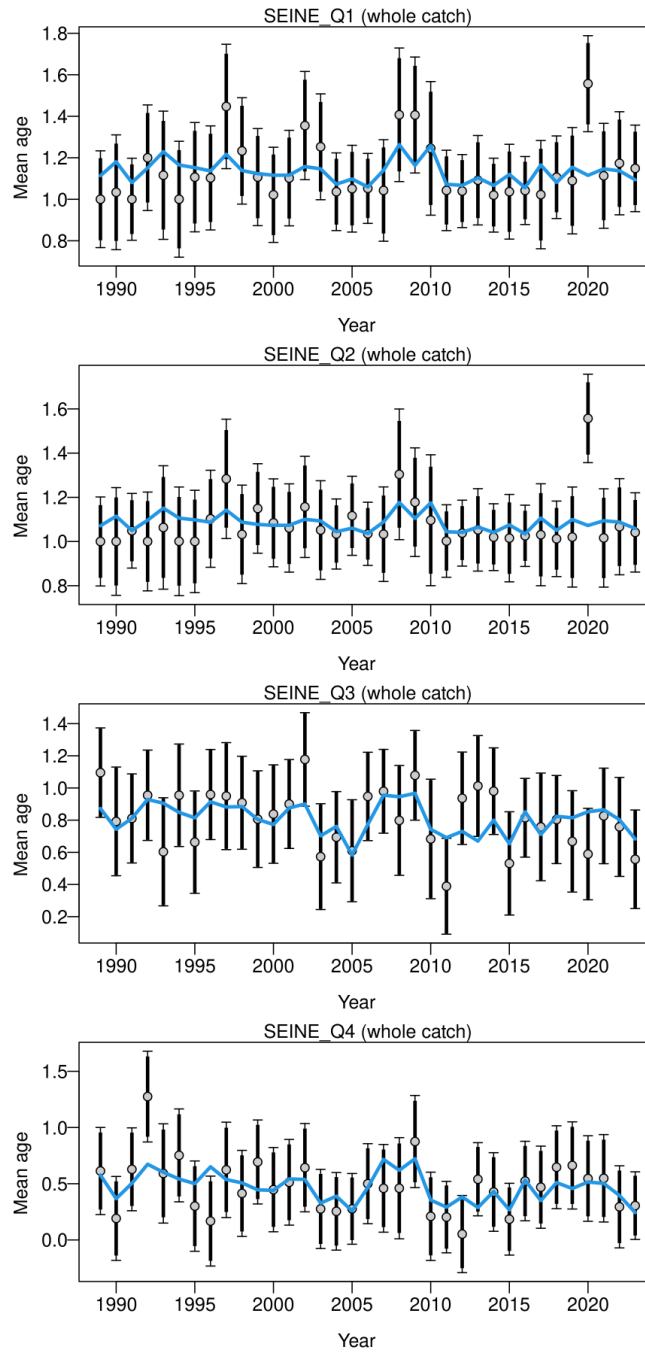 SEINE_Q1 (whole catch)
Mean age
1.8
1.6
1.4
1.2
1.0
0.8
1990 1995 2000 2005 2010 2015 2020
Year
SEINE_Q2 (whole catch)
Mean age
1.6
1.4
1.2
1.0
0.8
1990 1995 2000 2005 2010 2015 2020
Year
SEINE_Q3 (whole catch)
Mean age
1.4
1.2
1.0
0.8
0.6
0.4
0.2
1990 1995 2000 2005 2010 2015 2020
Year
SEINE_Q4 (whole catch)
Mean age
1.5
1.0
0.5
0.0
1990 1995 2000 2005 2010 2015 2020
Year